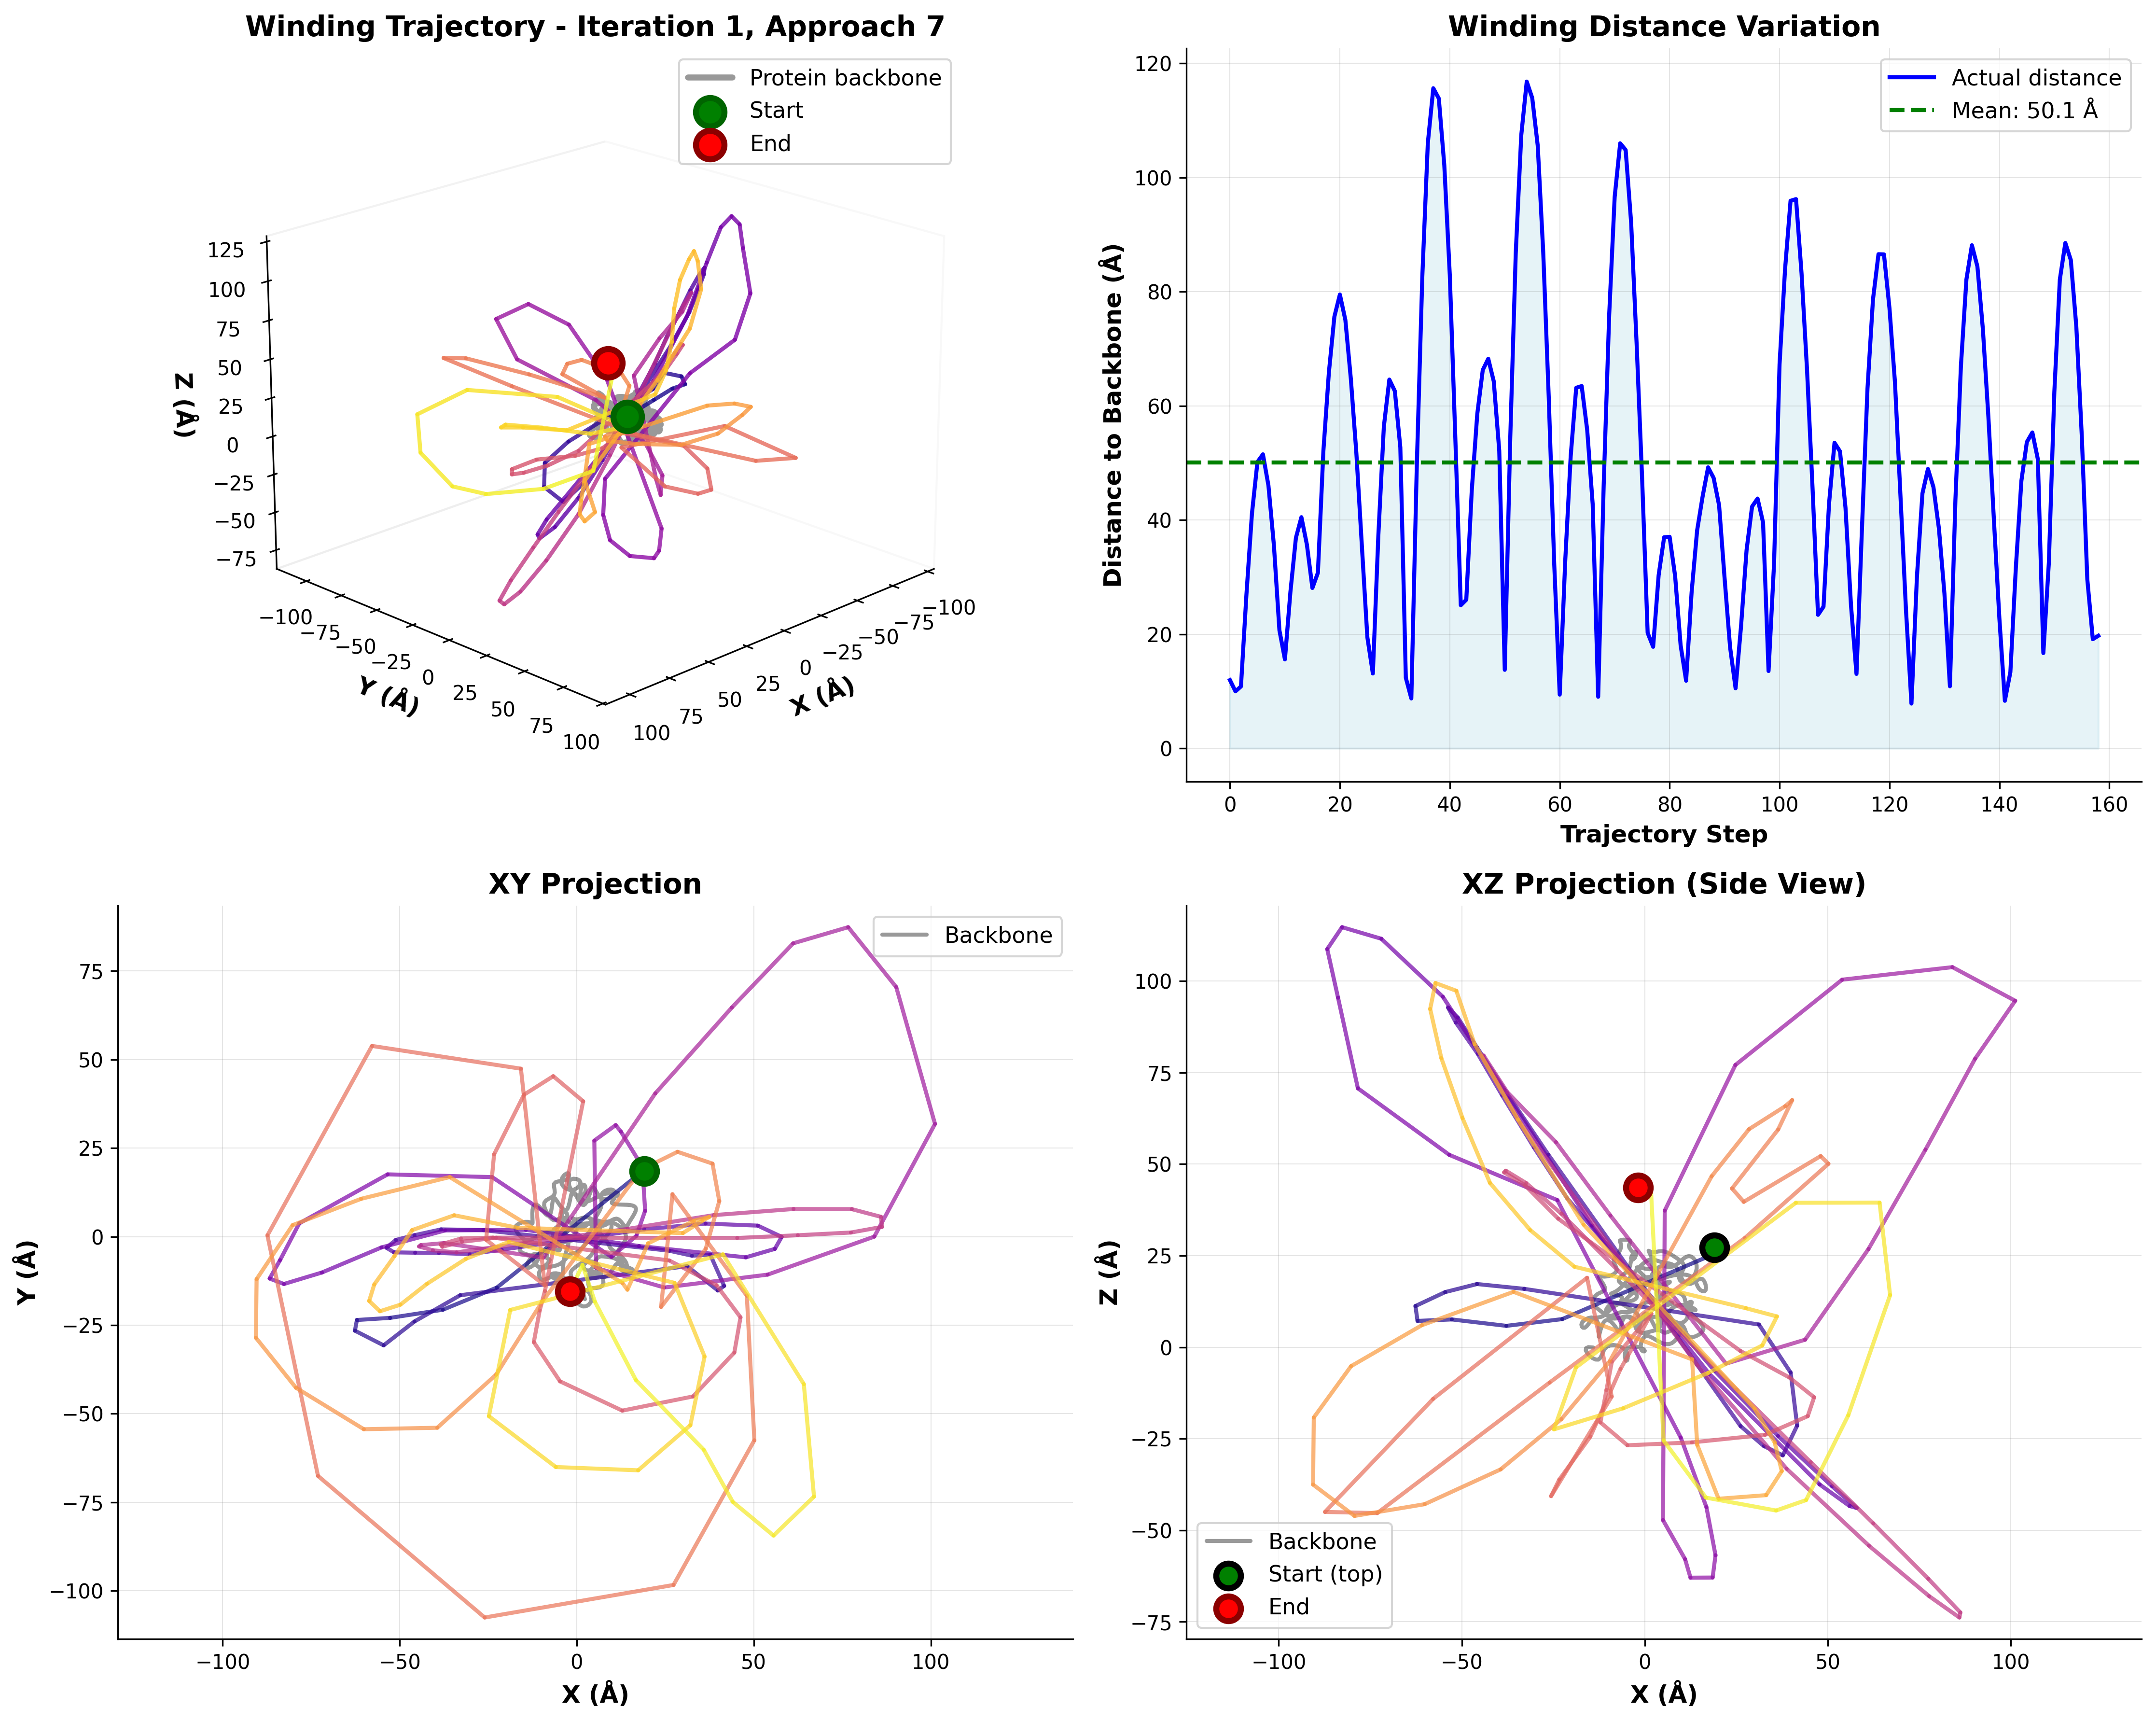 Winding Trajectory - Iteration 1, Approach 7
Protein backbone
Start
End
125
100
75
50
25
0
−25
−50
−75
Z (Å)
−100
−75
−50
−25
0
25
50
75
100
Y (Å)
100
75
50
25
0
−25
−50
−75
−100
X (Å)
Winding Distance Variation
Actual distance
Mean: 50.1 Å
120
100
80
60
40
20
0
Distance to Backbone (Å)
0 20 40 60 80 100 120 140 160
Trajectory Step
XY Projection
Backbone
75
50
25
0
−25
−50
−75
−100
Y (Å)
−100 −50 0 50 100
X (Å)
XZ Projection (Side View)
100
75
50
25
0
−25
−50
−75
Z (Å)
Backbone
Start (top)
End
−100 −50 0 50 100
X (Å)